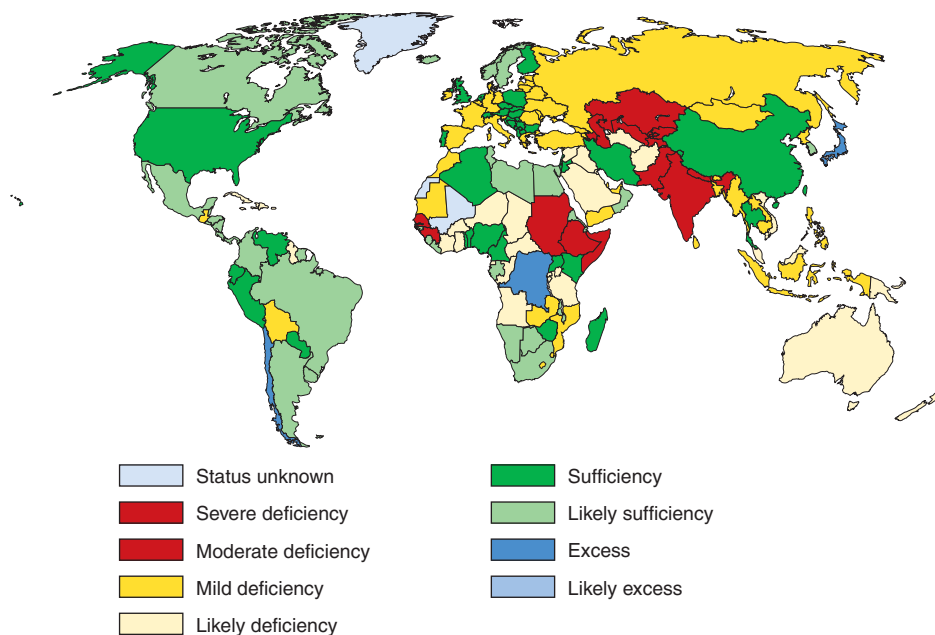 Status unknown
Severe deficiency
Moderate deficiency
Mild deficiency
Likely deficiency
Sufficiency
Likely sufficiency
Excess
Likely excess